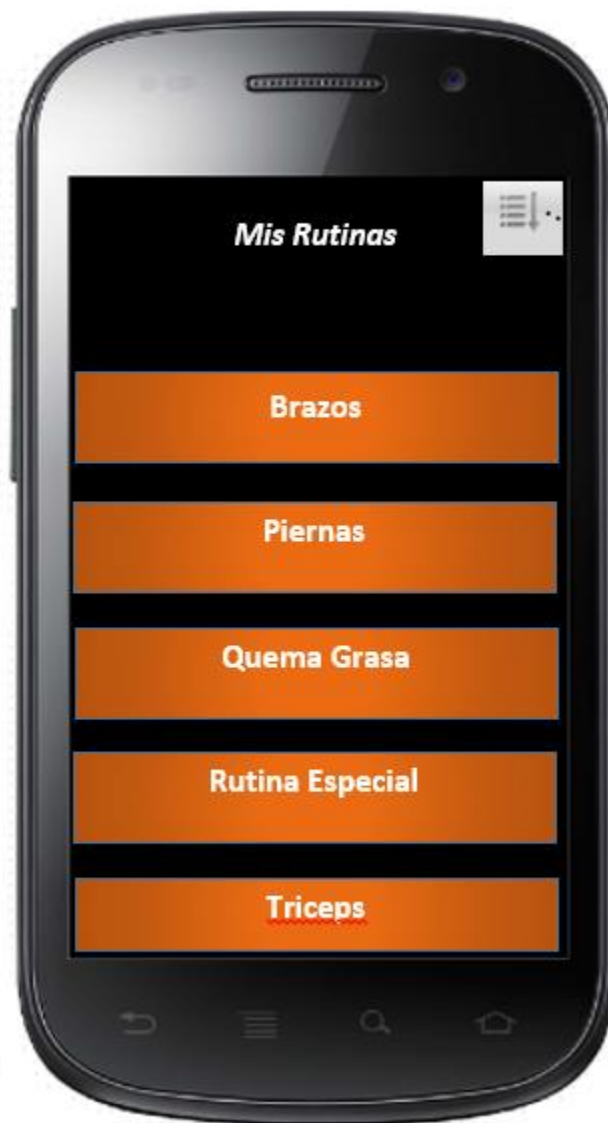 Mis Rutinas
Brazos
Piernas
Quema Grasa
Rutina Especial
Triceps